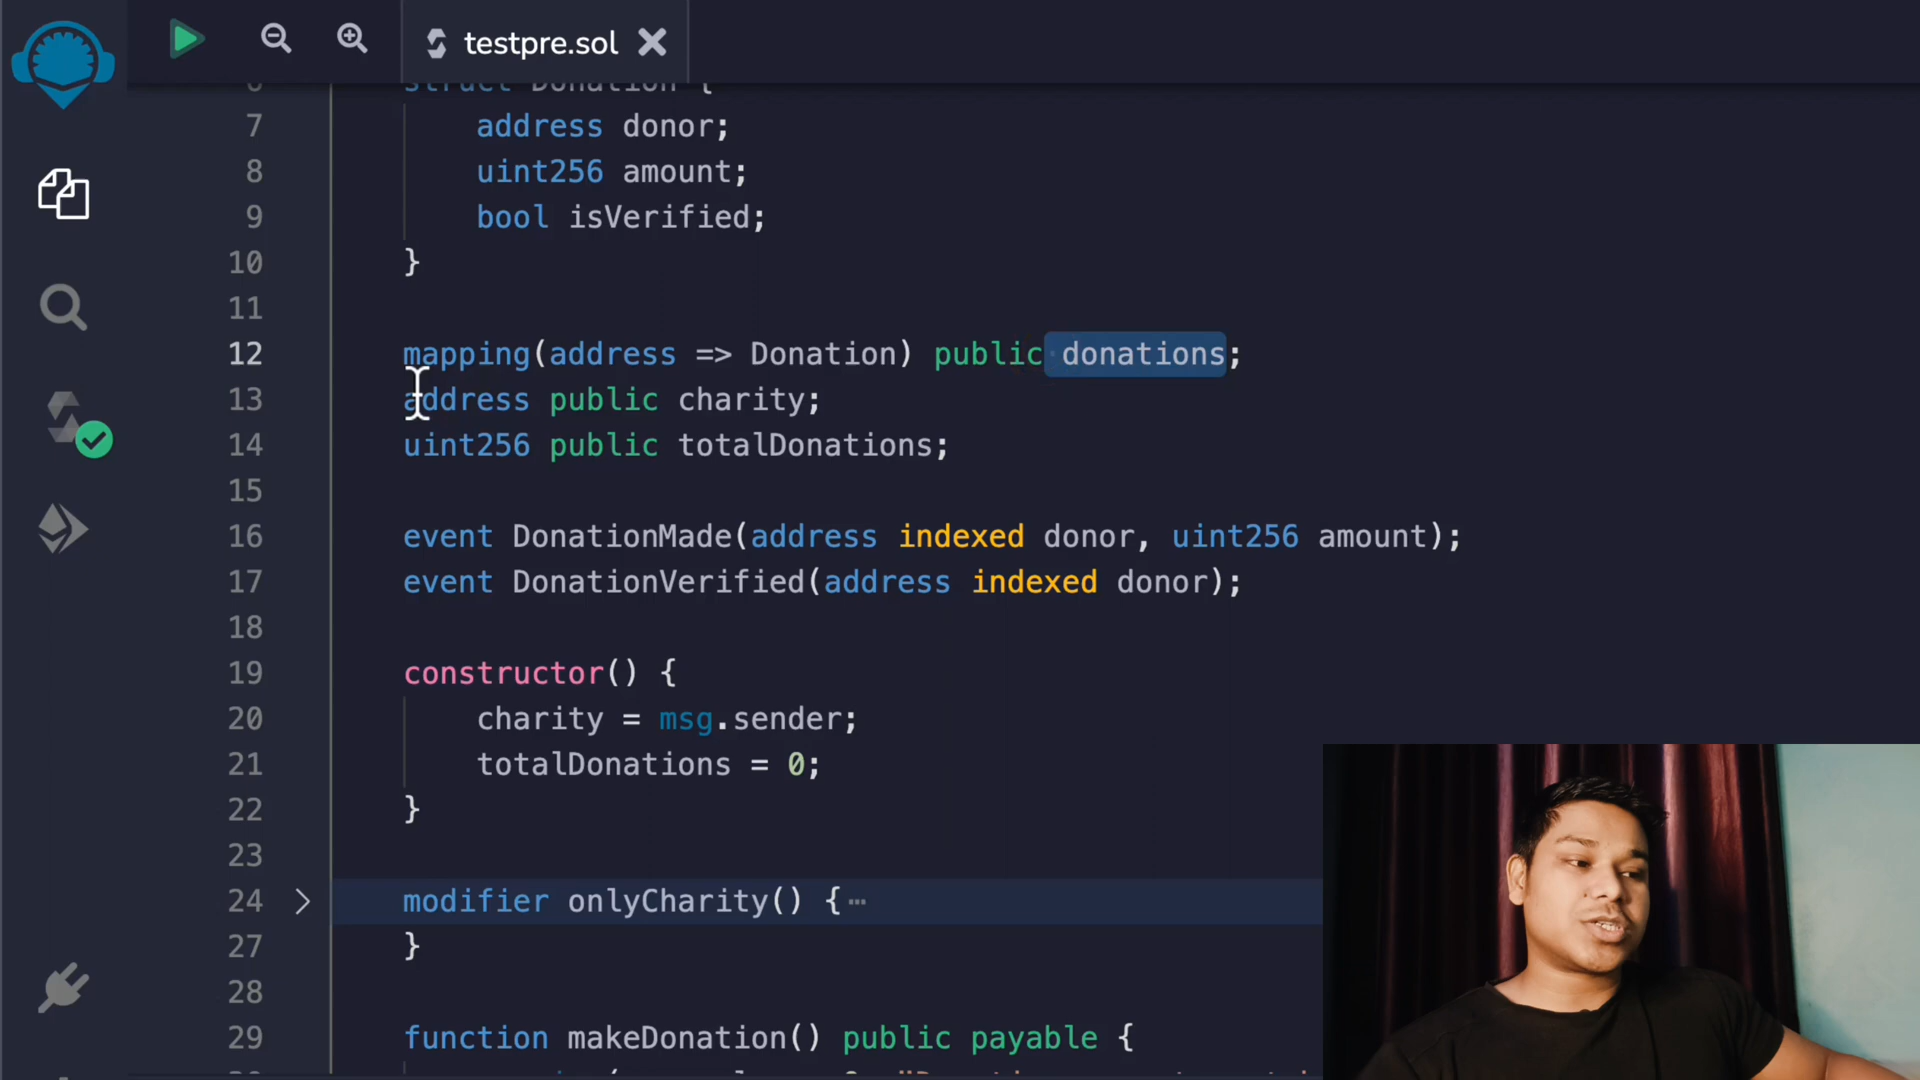 testpre.sol
6 struct Donation {
7 address donor;
8 uint256 amount;
9 bool isVerified;
10 }
11
12 mapping(address => Donation) public donations;
13 address public charity;
14 uint256 public totalDonations;
15
16 event DonationMade(address indexed donor, uint256 amount);
17 event DonationVerified(address indexed donor);
18
19 constructor() {
20 charity = msg.sender;
21 totalDonations = 0;
22 }
23
24 modifier onlyCharity() {…
27 }
28
29 function makeDonation() public payable {